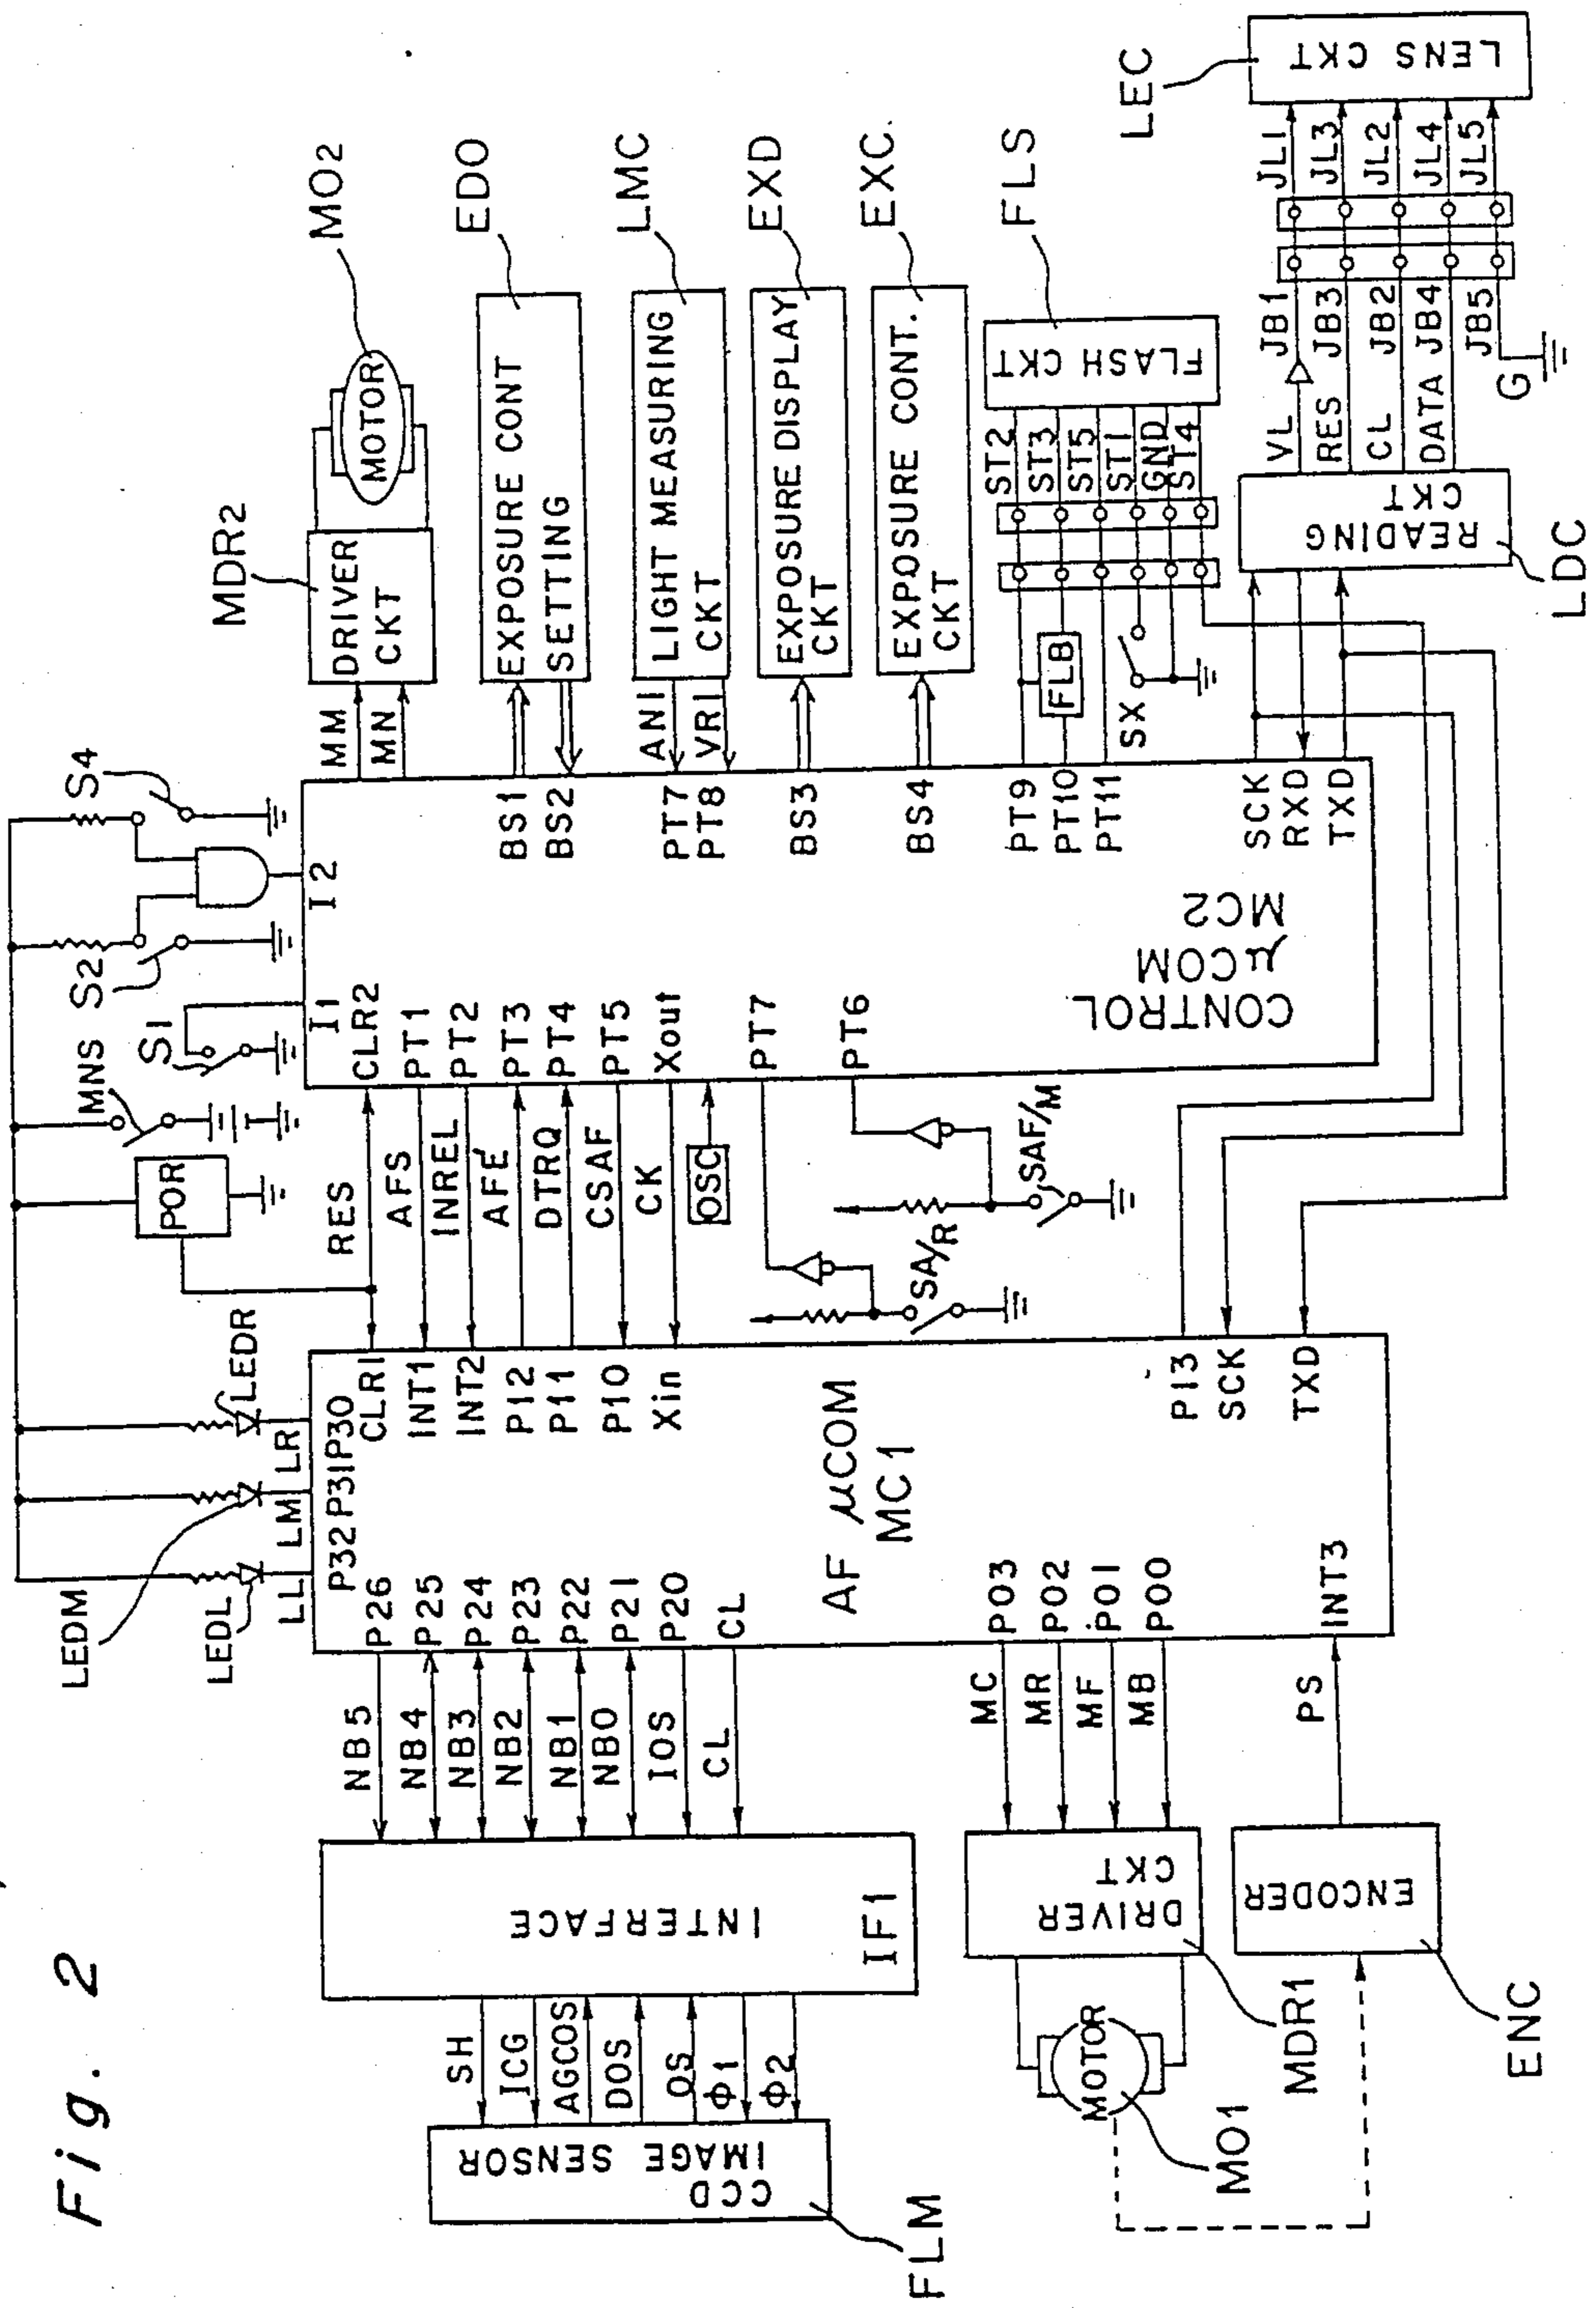 Fig. 2
FLM
CCD
IMAGE SENSOR
SH
ICG
AGCOS
DOS
OS
Φ1
Φ2
INTERFACE
IF1
NB5
NB4
NB3
NB2
NB1
NB0
IOS
CL
MOTOR
MO1
DRIVER
CKT
MDR1
ENCODER
ENC
MC
MR
MF
MB
PS
LEDM
LEDL
LEDR
LL
LM
LR
P32
P31
P30
P26
P25
P24
P23
P22
P21
P20
CL
AF μCOM
MC1
PO3
PO2
PO1
PO0
INT3
CLR1
INT1
INT2
P12
P11
P10
Xin
P13
SCK
TXD
POR
MNS
S1
S2
S4
RES
AFS
INREL
AFE
DTRQ
CSAF
CK
OSC
SA/R
SAF/M
I1
I2
CLR2
PT1
PT2
PT3
PT4
PT5
Xout
PT7
PT6
CONTROL
μCOM
MC2
BS1
BS2
PT7
PT8
BS3
BS4
PT9
PT10
PT11
SCK
RXD
TXD
MM
MN
DRIVER
CKT
MDR2
MOTOR
MO2
EXPOSURE CONT
SETTING
EDO
ANI
VRI
LIGHT MEASURING
CKT
LMC
EXPOSURE DISPLAY
CKT
EXD
EXPOSURE CONT.
CKT
EXC
FLB
SX
ST2
ST3
ST5
ST1
GND
ST4
FLASH CKT
FLS
READING
CKT
LDC
VL
RES
CL
DATA
JB1
JB3
JB2
JB4
JB5
G
JL1
JL3
JL2
JL4
JL5
LENS CKT
LEC